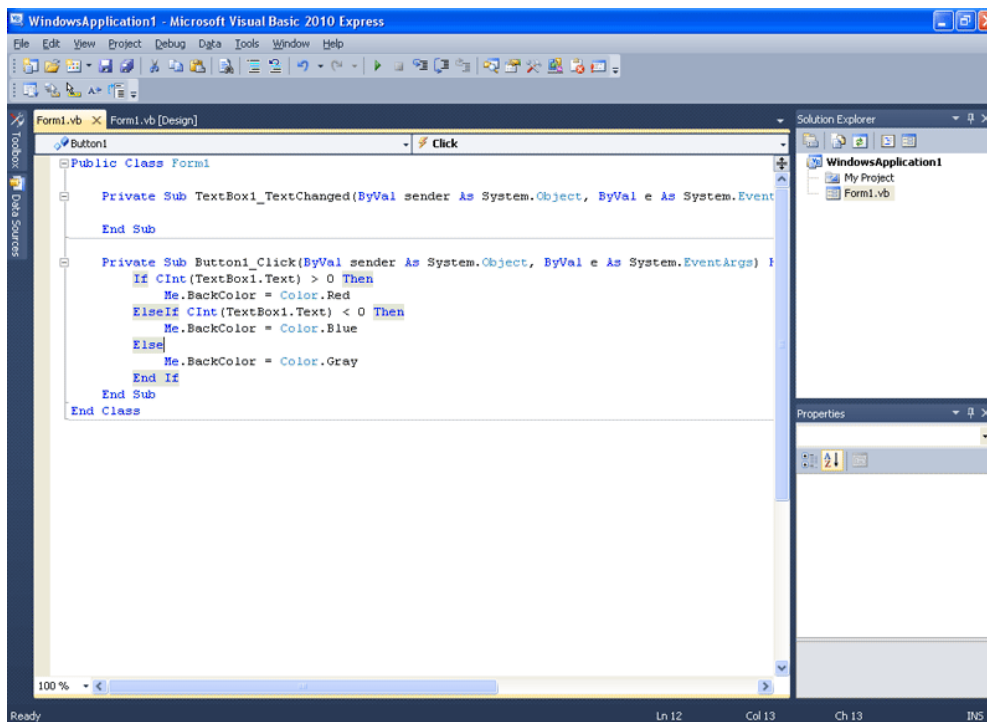 WindowsApplication1 - Microsoft Visual Basic 2010 Express
File Edit View Project Debug Data Tools Window Help
Form1.vb Form1.vb [Design]
Toolbox
Data Sources
Button1 Click
Public Class Form1
Private Sub TextBox1_TextChanged(ByVal sender As System.Object, ByVal e As System.Event
End Sub
Private Sub Button1_Click(ByVal sender As System.Object, ByVal e As System.EventArgs) H
If CInt(TextBox1.Text) > 0 Then
Me.BackColor = Color.Red
ElseIf CInt(TextBox1.Text) < 0 Then
Me.BackColor = Color.Blue
Else
Me.BackColor = Color.Gray
End If
End Sub
End Class
100 %
Solution Explorer
WindowsApplication1
My Project
Form1.vb
Properties
Ready Ln 12 Col 13 Ch 13 INS